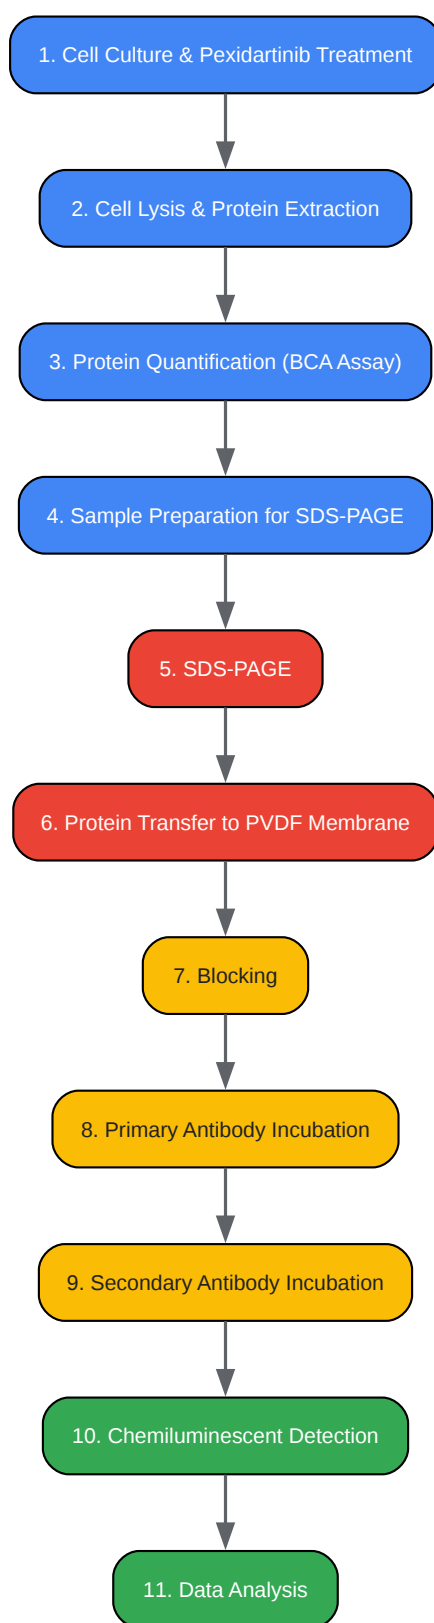 1. Cell Culture & Pexidartinib Treatment
2. Cell Lysis & Protein Extraction
3. Protein Quantification (BCA Assay)
4. Sample Preparation for SDS-PAGE
5. SDS-PAGE
6. Protein Transfer to PVDF Membrane
7. Blocking
8. Primary Antibody Incubation
9. Secondary Antibody Incubation
10. Chemiluminescent Detection
11. Data Analysis